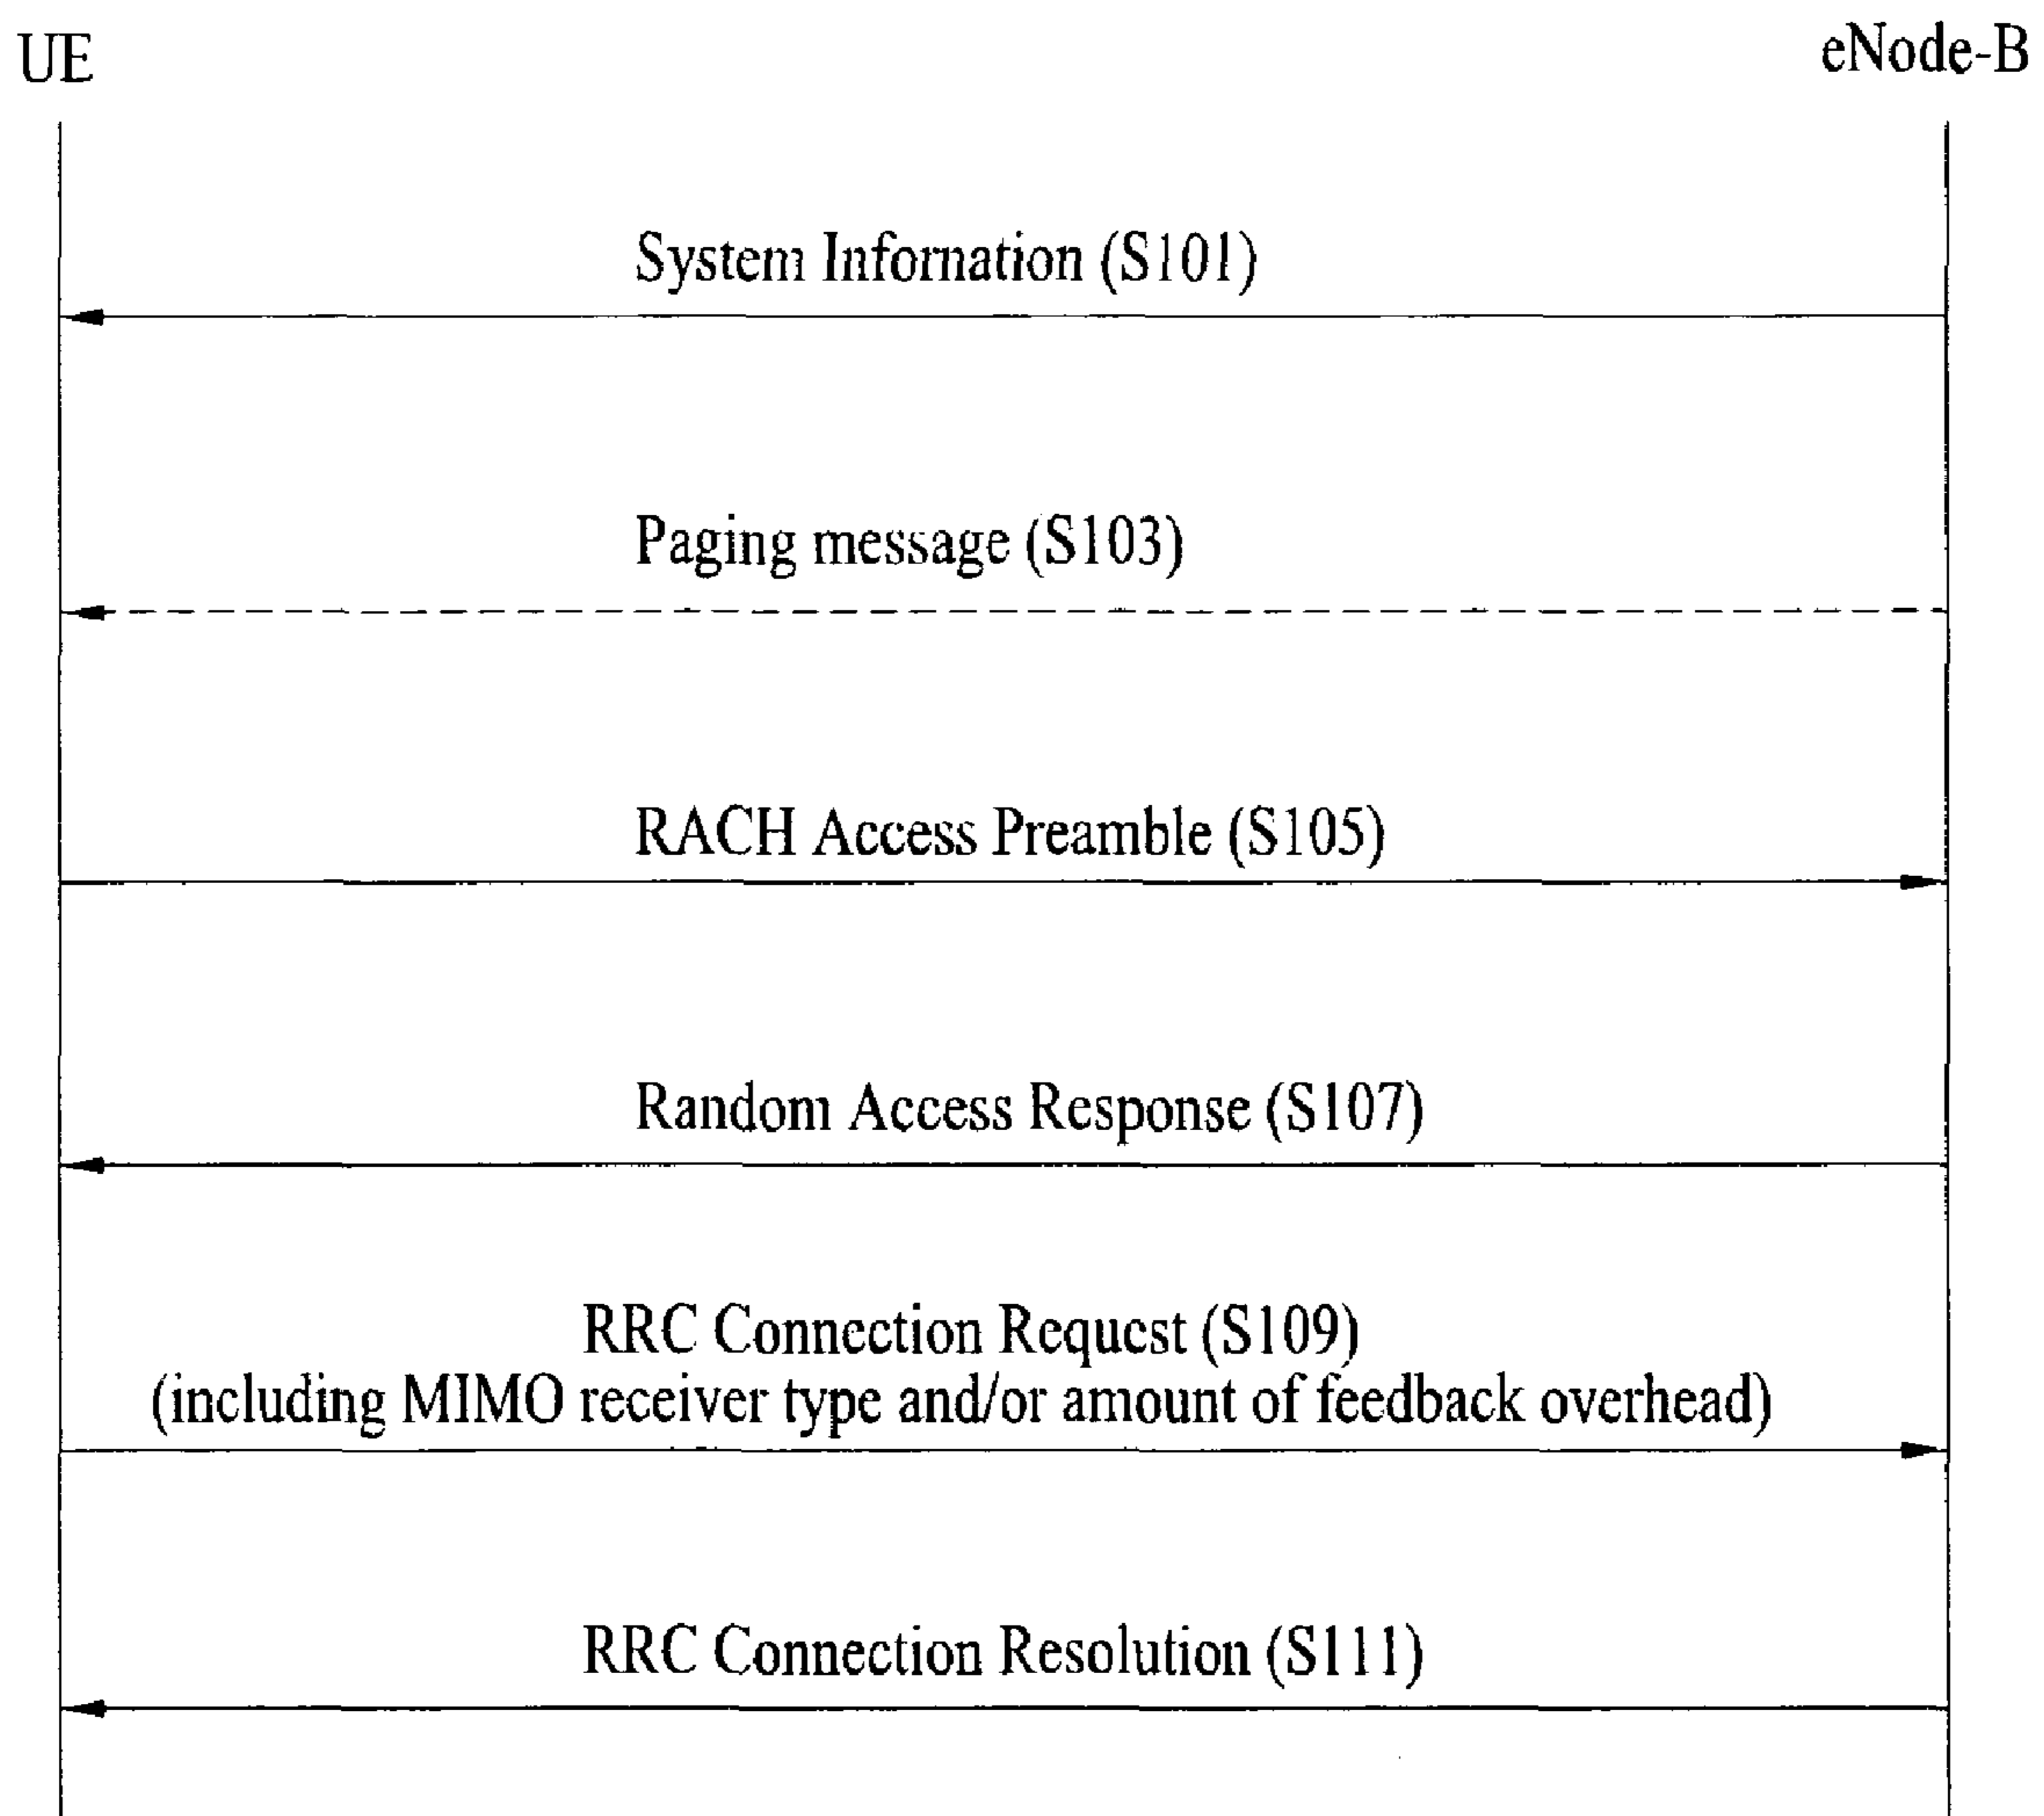 UE
eNode-B
System Infornation (S101)
Paging message (S103)
RACH Access Preamble (S105)
Random Access Response (S107)
RRC Connection Request (S109)
(including MIMO receiver type and/or amount of feedback overhead)
RRC Connection Resolution (S111)